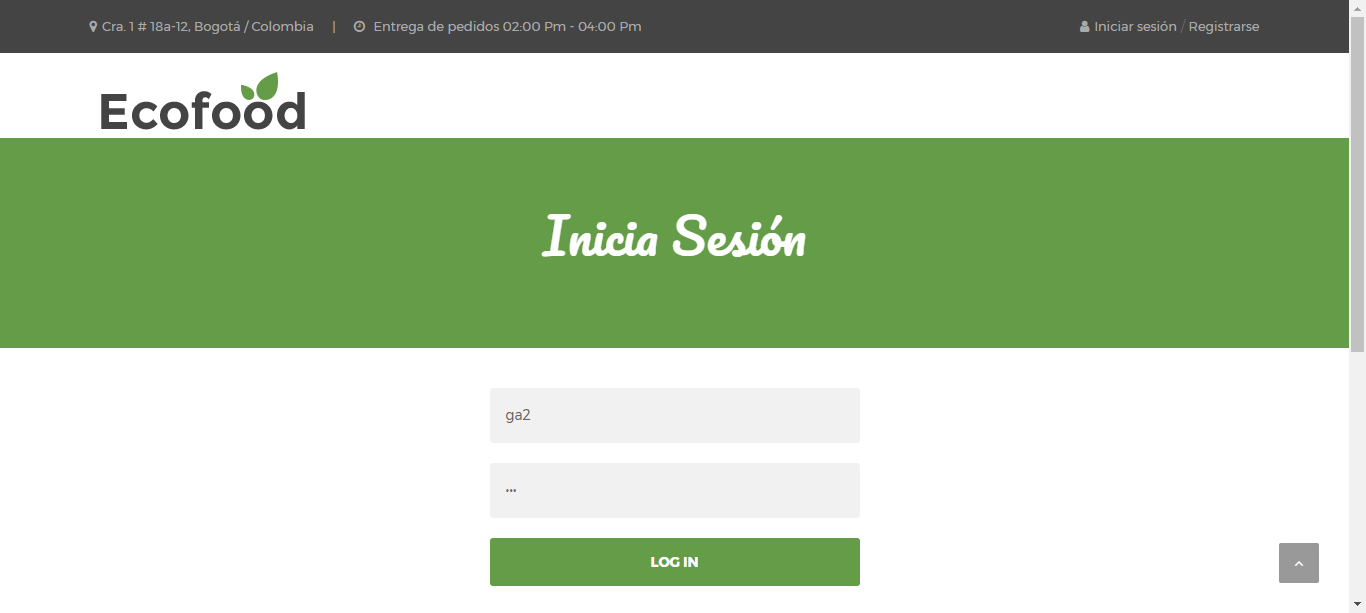 Cra. 1 # 18a-12, Bogotá / Colombia | Entrega de pedidos 02:00 Pm - 04:00 Pm Iniciar sesión / Registrarse
Ecofood
Inicia Sesión
ga2
•••
LOG IN